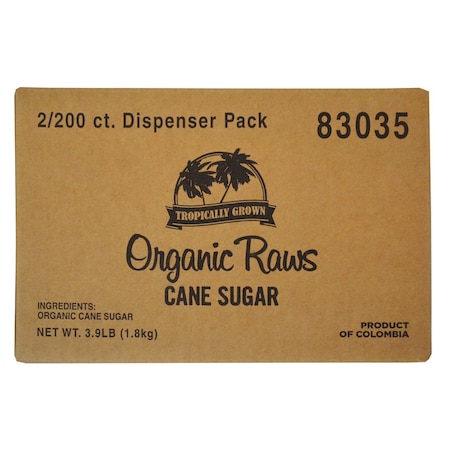 2/200 ct. Dispenser Pack 83035
TROPICALLY GROWN
Organic Raws
CANE SUGAR
INGREDIENTS:
ORGANIC CANE SUGAR
NET WT. 3.9LB (1.8kg)
PRODUCT
OF COLOMBIA